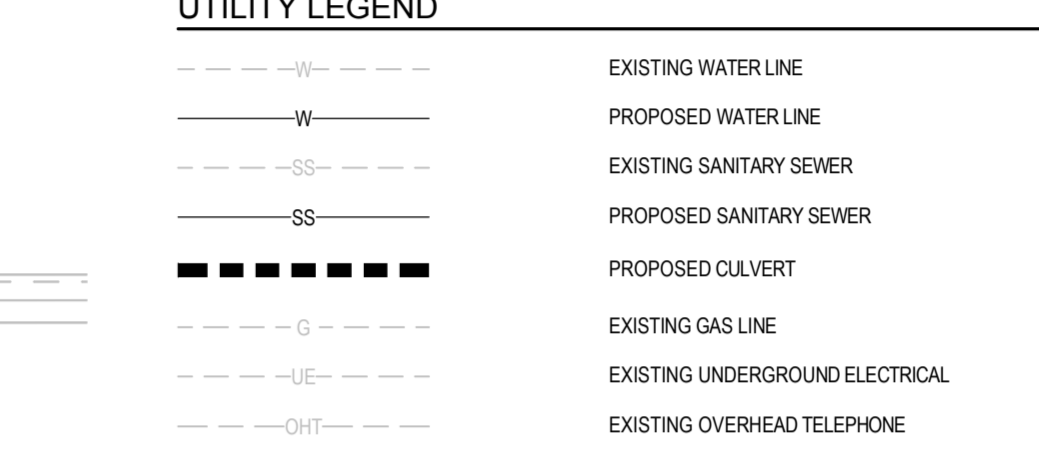 UTILITY LEGEND
W EXISTING WATER LINE
W PROPOSED WATER LINE
SS EXISTING SANITARY SEWER
SS PROPOSED SANITARY SEWER
PROPOSED CULVERT
G EXISTING GAS LINE
UE EXISTING UNDERGROUND ELECTRICAL
OHT EXISTING OVERHEAD TELEPHONE